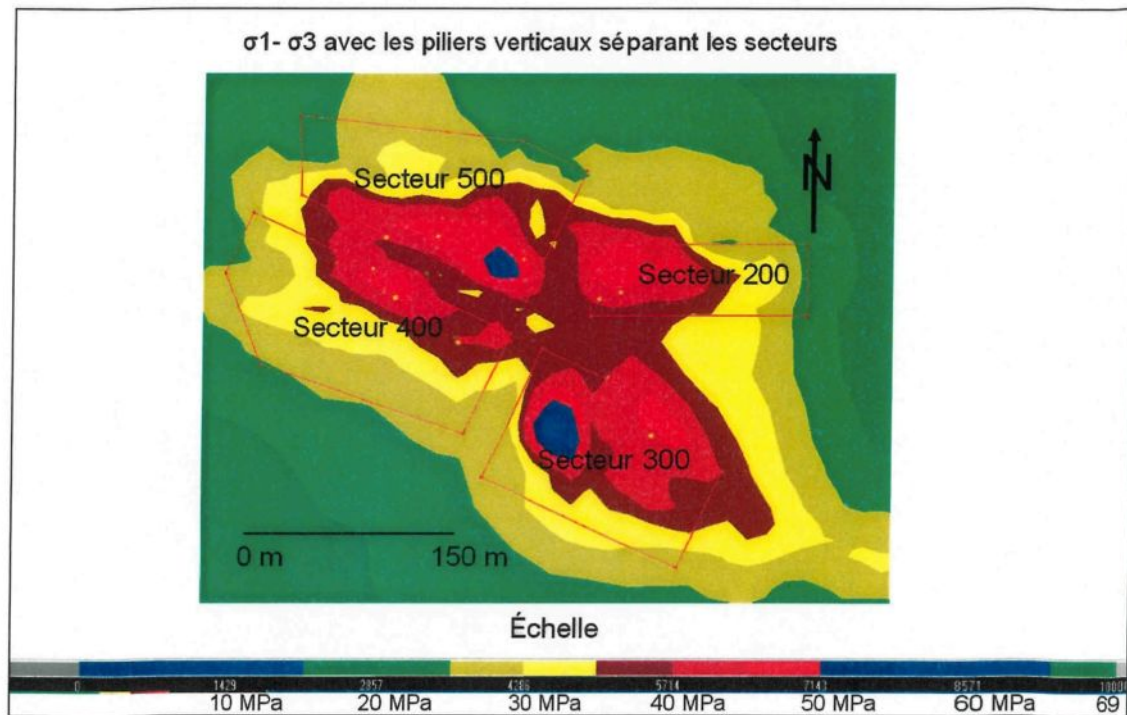 σ1- σ3 avec les piliers verticaux séparant les secteurs
N
Secteur 500
Secteur 200
Secteur 400
Secteur 300
0 m 150 m
Échelle
0 1429 2857 4286 5714 7143 8571 10000
10 MPa 20 MPa 30 MPa 40 MPa 50 MPa 60 MPa 69